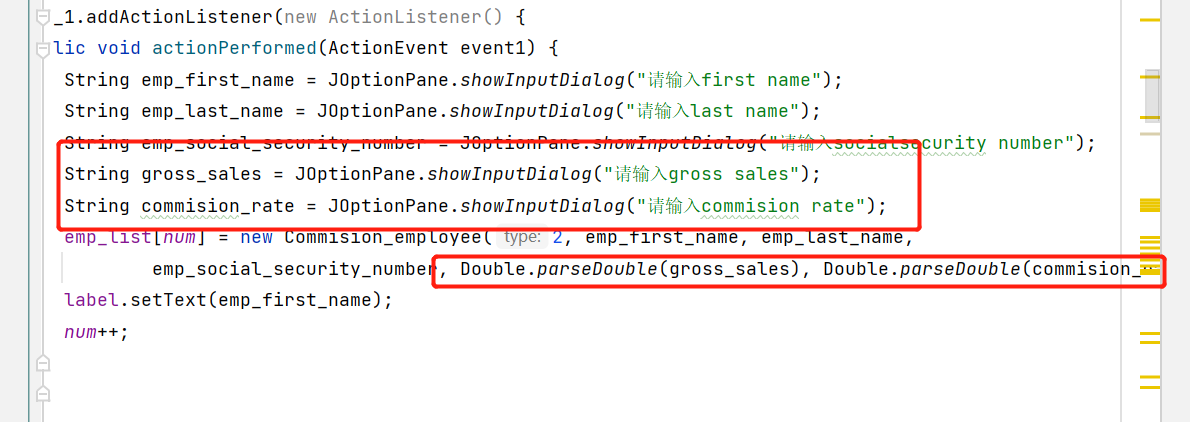 _1.addActionListener(new ActionListener() {
lic void actionPerformed(ActionEvent event1) {
String emp_first_name = JOptionPane.showInputDialog("请输入first name");
String emp_last_name = JOptionPane.showInputDialog("请输入last name");
String emp_social_security_number = JOptionPane.showInputDialog("请输入socialsecurity number");
String gross_sales = JOptionPane.showInputDialog("请输入gross sales");
String commision_rate = JOptionPane.showInputDialog("请输入commision rate");
emp_list[num] = new Commision_employee( type: 2, emp_first_name, emp_last_name,
emp_social_security_number, Double.parseDouble(gross_sales), Double.parseDouble(commision_
label.setText(emp_first_name);
num++;